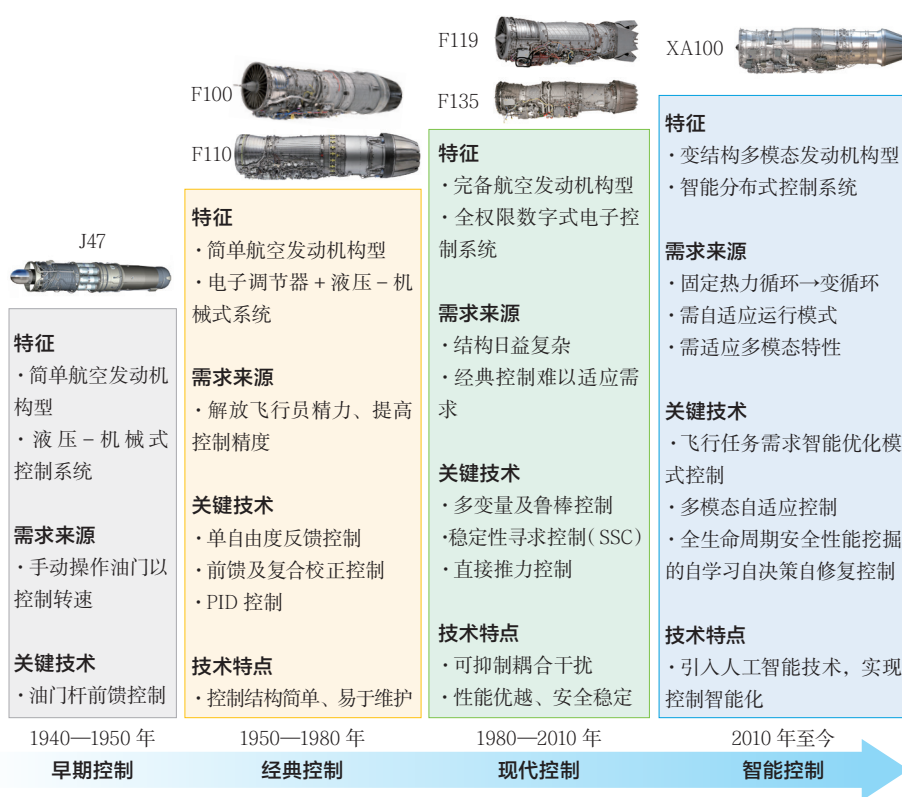 J47
特征
·简单航空发动机
构型
·液压－机械式
控制系统
需求来源
·手动操作油门以
控制转速
关键技术
·油门杆前馈控制
1940—1950 年
早期控制
F100
F110
特征
·简单航空发动机构型
·电子调节器+液压－机
械式系统
需求来源
·解放飞行员精力、提高
控制精度
关键技术
·单自由度反馈控制
·前馈及复合校正控制
·PID 控制
技术特点
·控制结构简单、易于维护
1950—1980 年
经典控制
F119
F135
特征
·完备航空发动机构型
·全权限数字式电子控
制系统
需求来源
·结构日益复杂
·经典控制难以适应需
求
关键技术
·多变量及鲁棒控制
·稳定性寻求控制(SSC)
·直接推力控制
技术特点
·可抑制耦合干扰
·性能优越、安全稳定
1980—2010 年
现代控制
XA100
特征
·变结构多模态发动机构型
·智能分布式控制系统
需求来源
·固定热力循环→变循环
·需自适应运行模式
·需适应多模态特性
关键技术
·飞行任务需求智能优化模
式控制
·多模态自适应控制
·全生命周期安全性能挖掘
的自学习自决策自修复控制
技术特点
·引入人工智能技术，实现
控制智能化
2010 年至今
智能控制